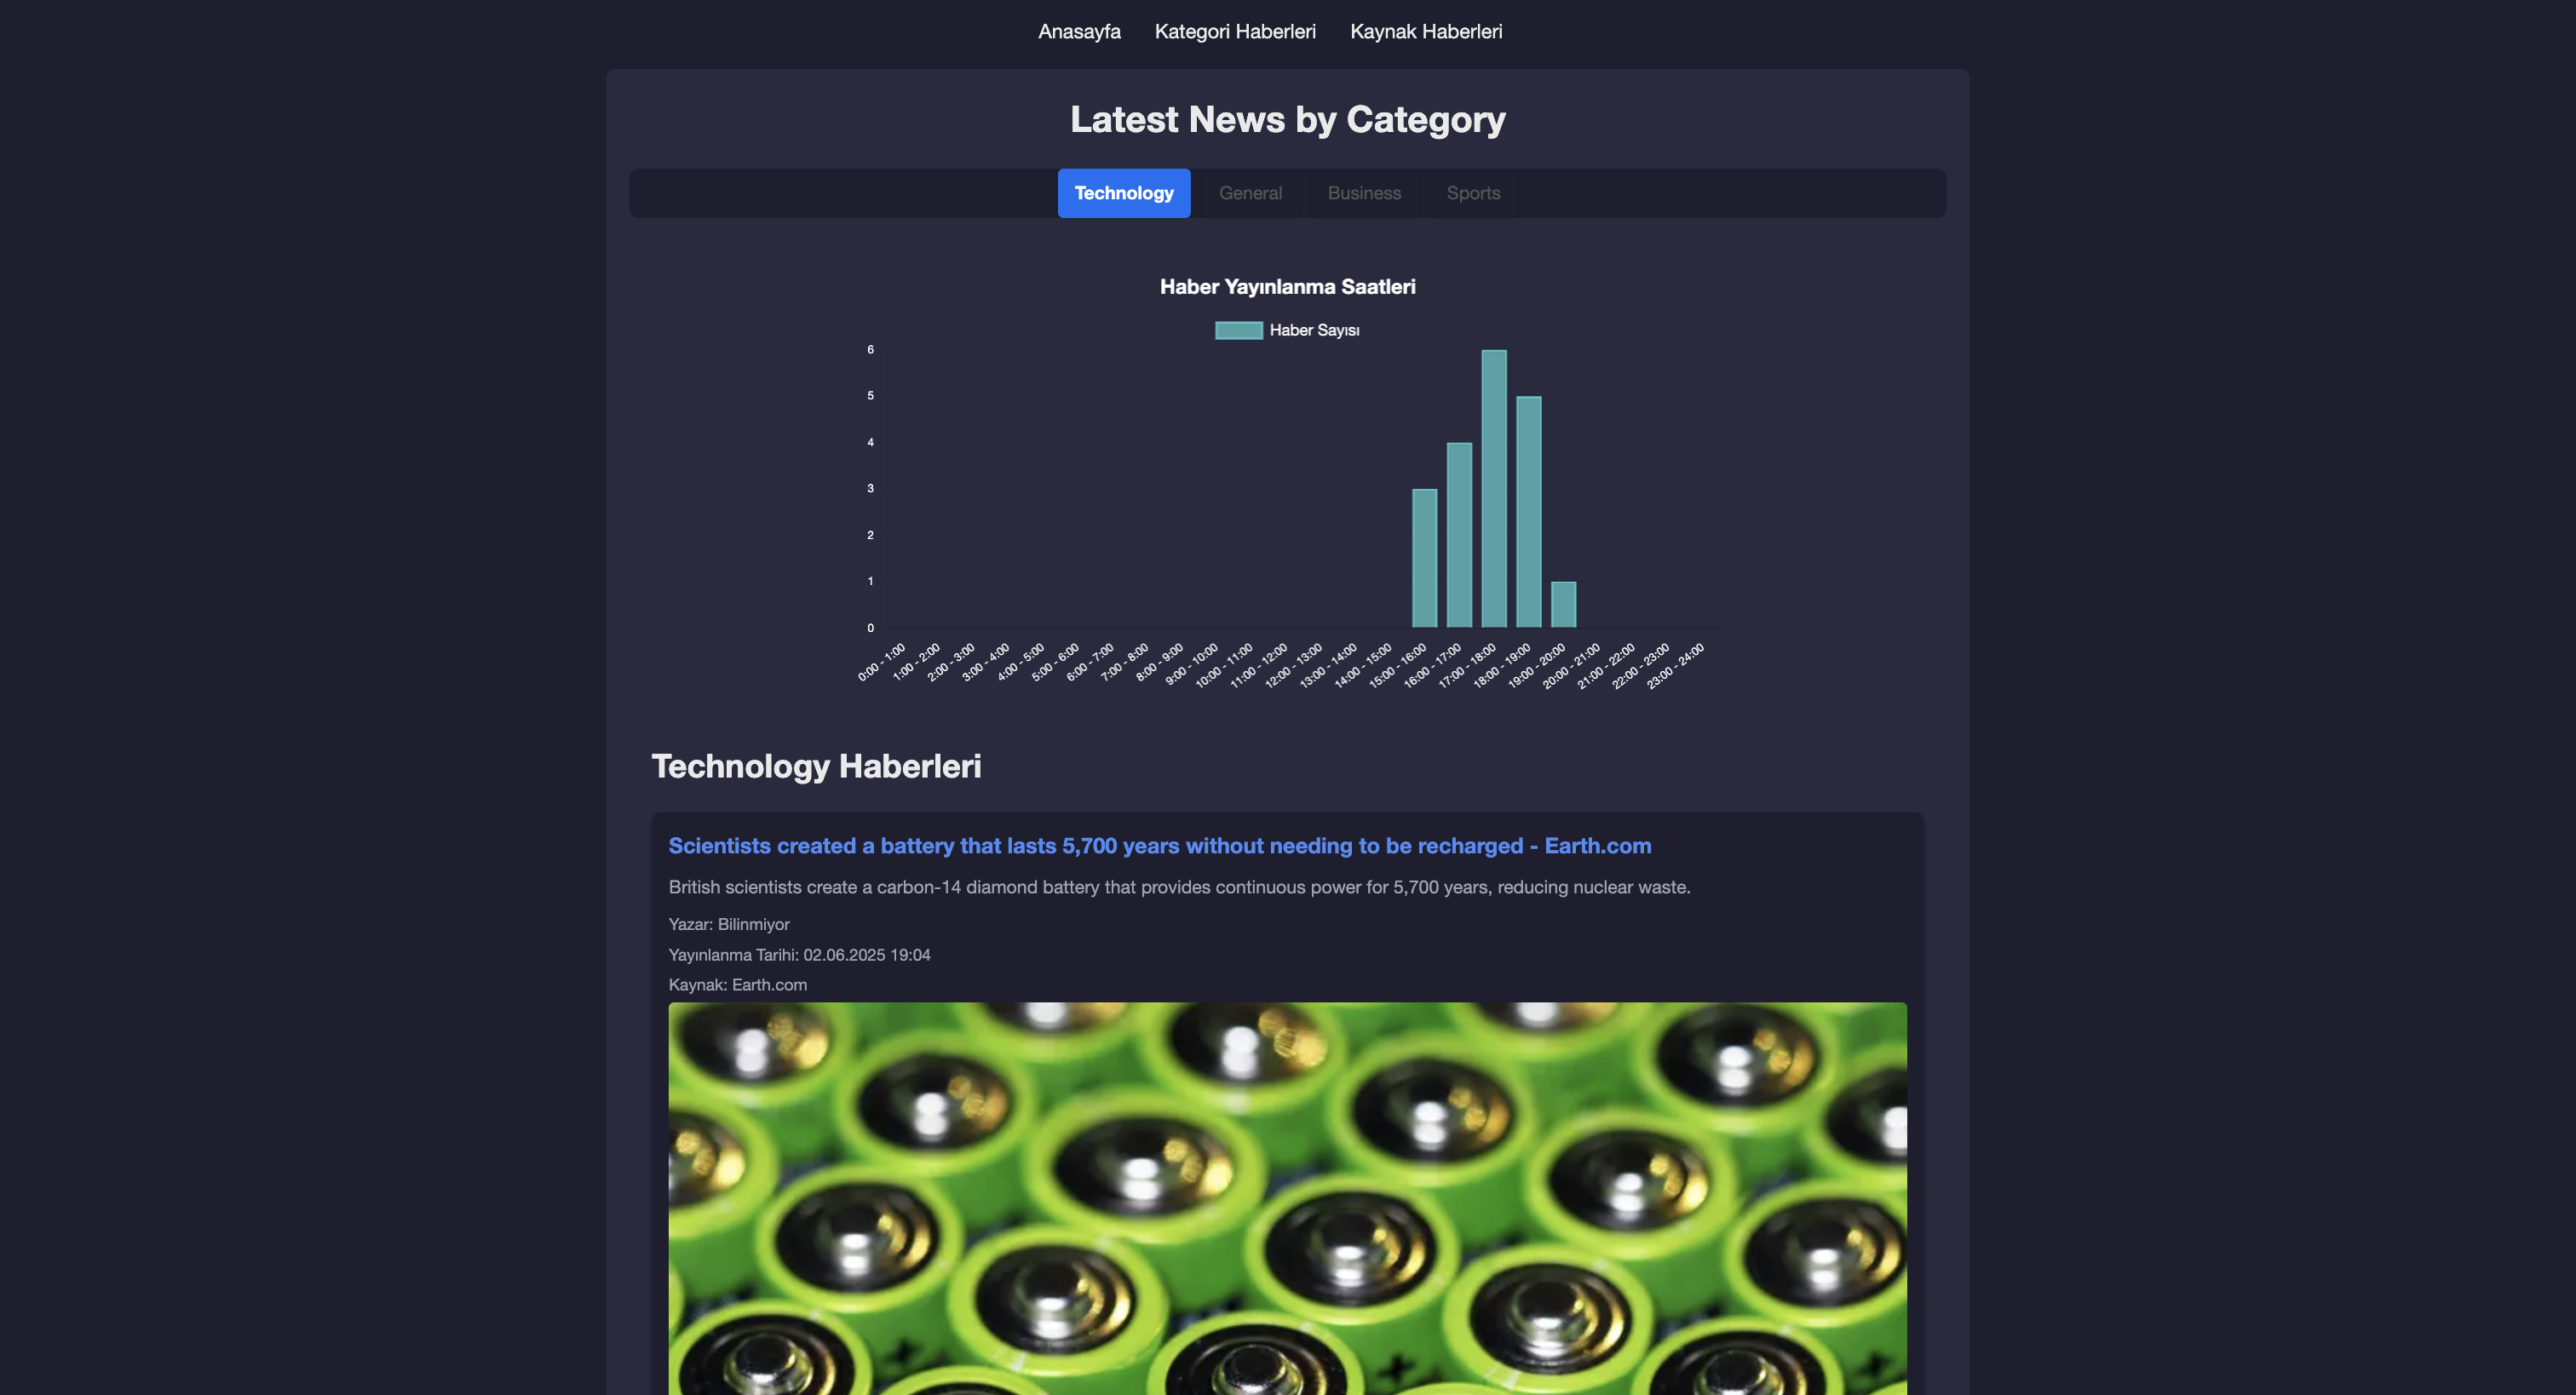 Anasayfa Kategori Haberleri Kaynak Haberleri
Latest News by Category
Technology General Business Sports
Haber Yayınlanma Saatleri
Haber Sayısı
6
5
4
3
2
1
0
0:00 - 1:00
1:00 - 2:00
2:00 - 3:00
3:00 - 4:00
4:00 - 5:00
5:00 - 6:00
6:00 - 7:00
7:00 - 8:00
8:00 - 9:00
9:00 - 10:00
10:00 - 11:00
11:00 - 12:00
12:00 - 13:00
13:00 - 14:00
14:00 - 15:00
15:00 - 16:00
16:00 - 17:00
17:00 - 18:00
18:00 - 19:00
19:00 - 20:00
20:00 - 21:00
21:00 - 22:00
22:00 - 23:00
23:00 - 24:00
Technology Haberleri
Scientists created a battery that lasts 5,700 years without needing to be recharged - Earth.com
British scientists create a carbon-14 diamond battery that provides continuous power for 5,700 years, reducing nuclear waste.
Yazar: Bilinmiyor
Yayınlanma Tarihi: 02.06.2025 19:04
Kaynak: Earth.com